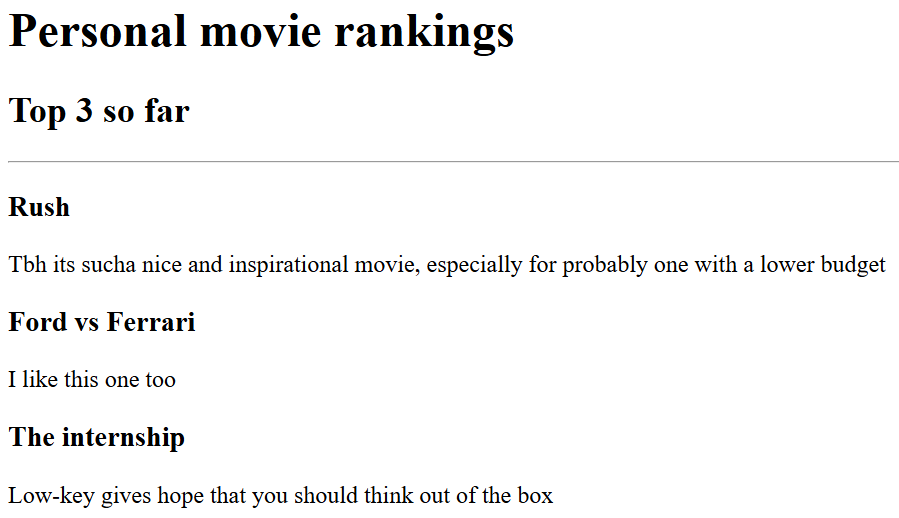 Personal movie rankings
Top 3 so far
Rush
Tbh its sucha nice and inspirational movie, especially for probably one with a lower budget
Ford vs Ferrari
I like this one too
The internship
Low-key gives hope that you should think out of the box